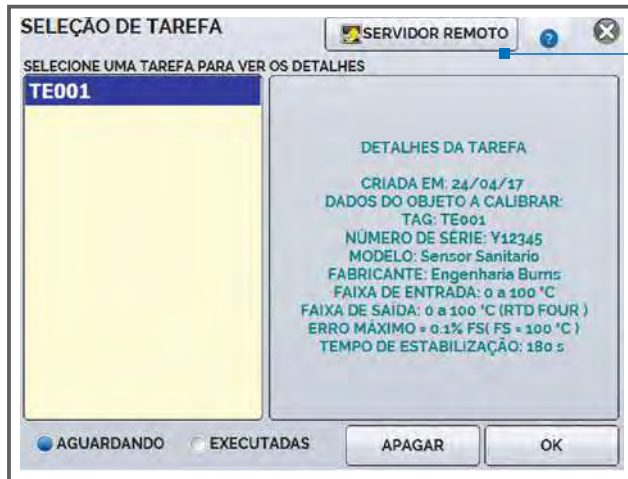 SELEÇÃO DE TAREFA
SERVIDOR REMOTO
?
SELECIONE UMA TAREFA PARA VER OS DETALHES
TE001
DETALHES DA TAREFA
CRIADA EM: 24/04/17
DADOS DO OBJETO A CALIBRAR:
TAG: TE001
NÚMERO DE SÉRIE: Y12345
MODELO: Sensor Sanitario
FABRICANTE: Engenharia Burns
FAIXA DE ENTRADA: 0 a 100 °C
FAIXA DE SAÍDA: 0 a 100 °C (RTD FOUR )
ERRO MÁXIMO = 0.1% FS( FS = 100 °C )
TEMPO DE ESTABILIZAÇÃO: 180 s
AGUARDANDO
EXECUTADAS
APAGAR
OK